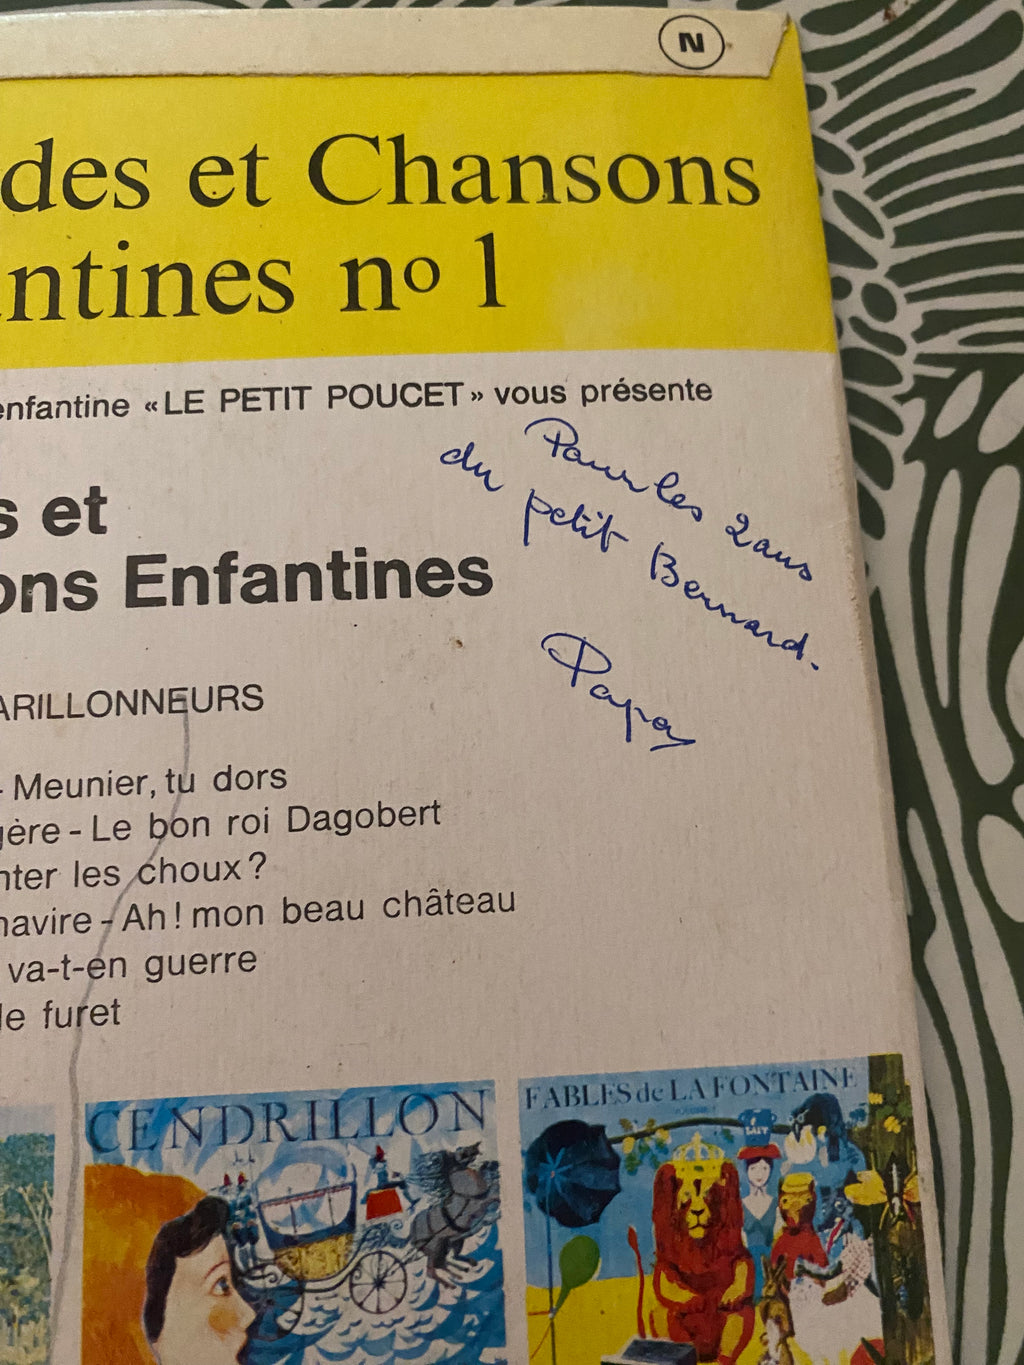 N
des et Chansons
ntines no 1
enfantine «LE PETIT POUCET» vous présente
Pour les 2 ans
du petit Bernard.
Papa
s et
ons Enfantines
ARILLONNEURS
- Meunier, tu dors
gère - Le bon roi Dagobert
nter les choux ?
navire - Ah ! mon beau château
va-t-en guerre
le furet
CENDRILLON
FABLES de LA FONTAINE
LAIT